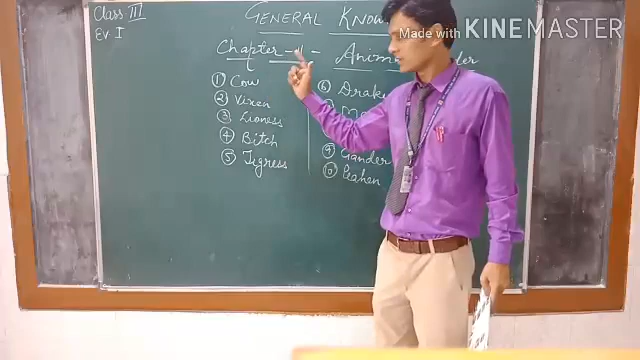 Made with KINEMASTER
Class III
Ev. I
GENERAL
Chapter -
① Cow
② Vixen
③ Lioness
④ Bitch
⑤ Tigress
⑥ Drake
⑨ Gander
⑩ Peahen